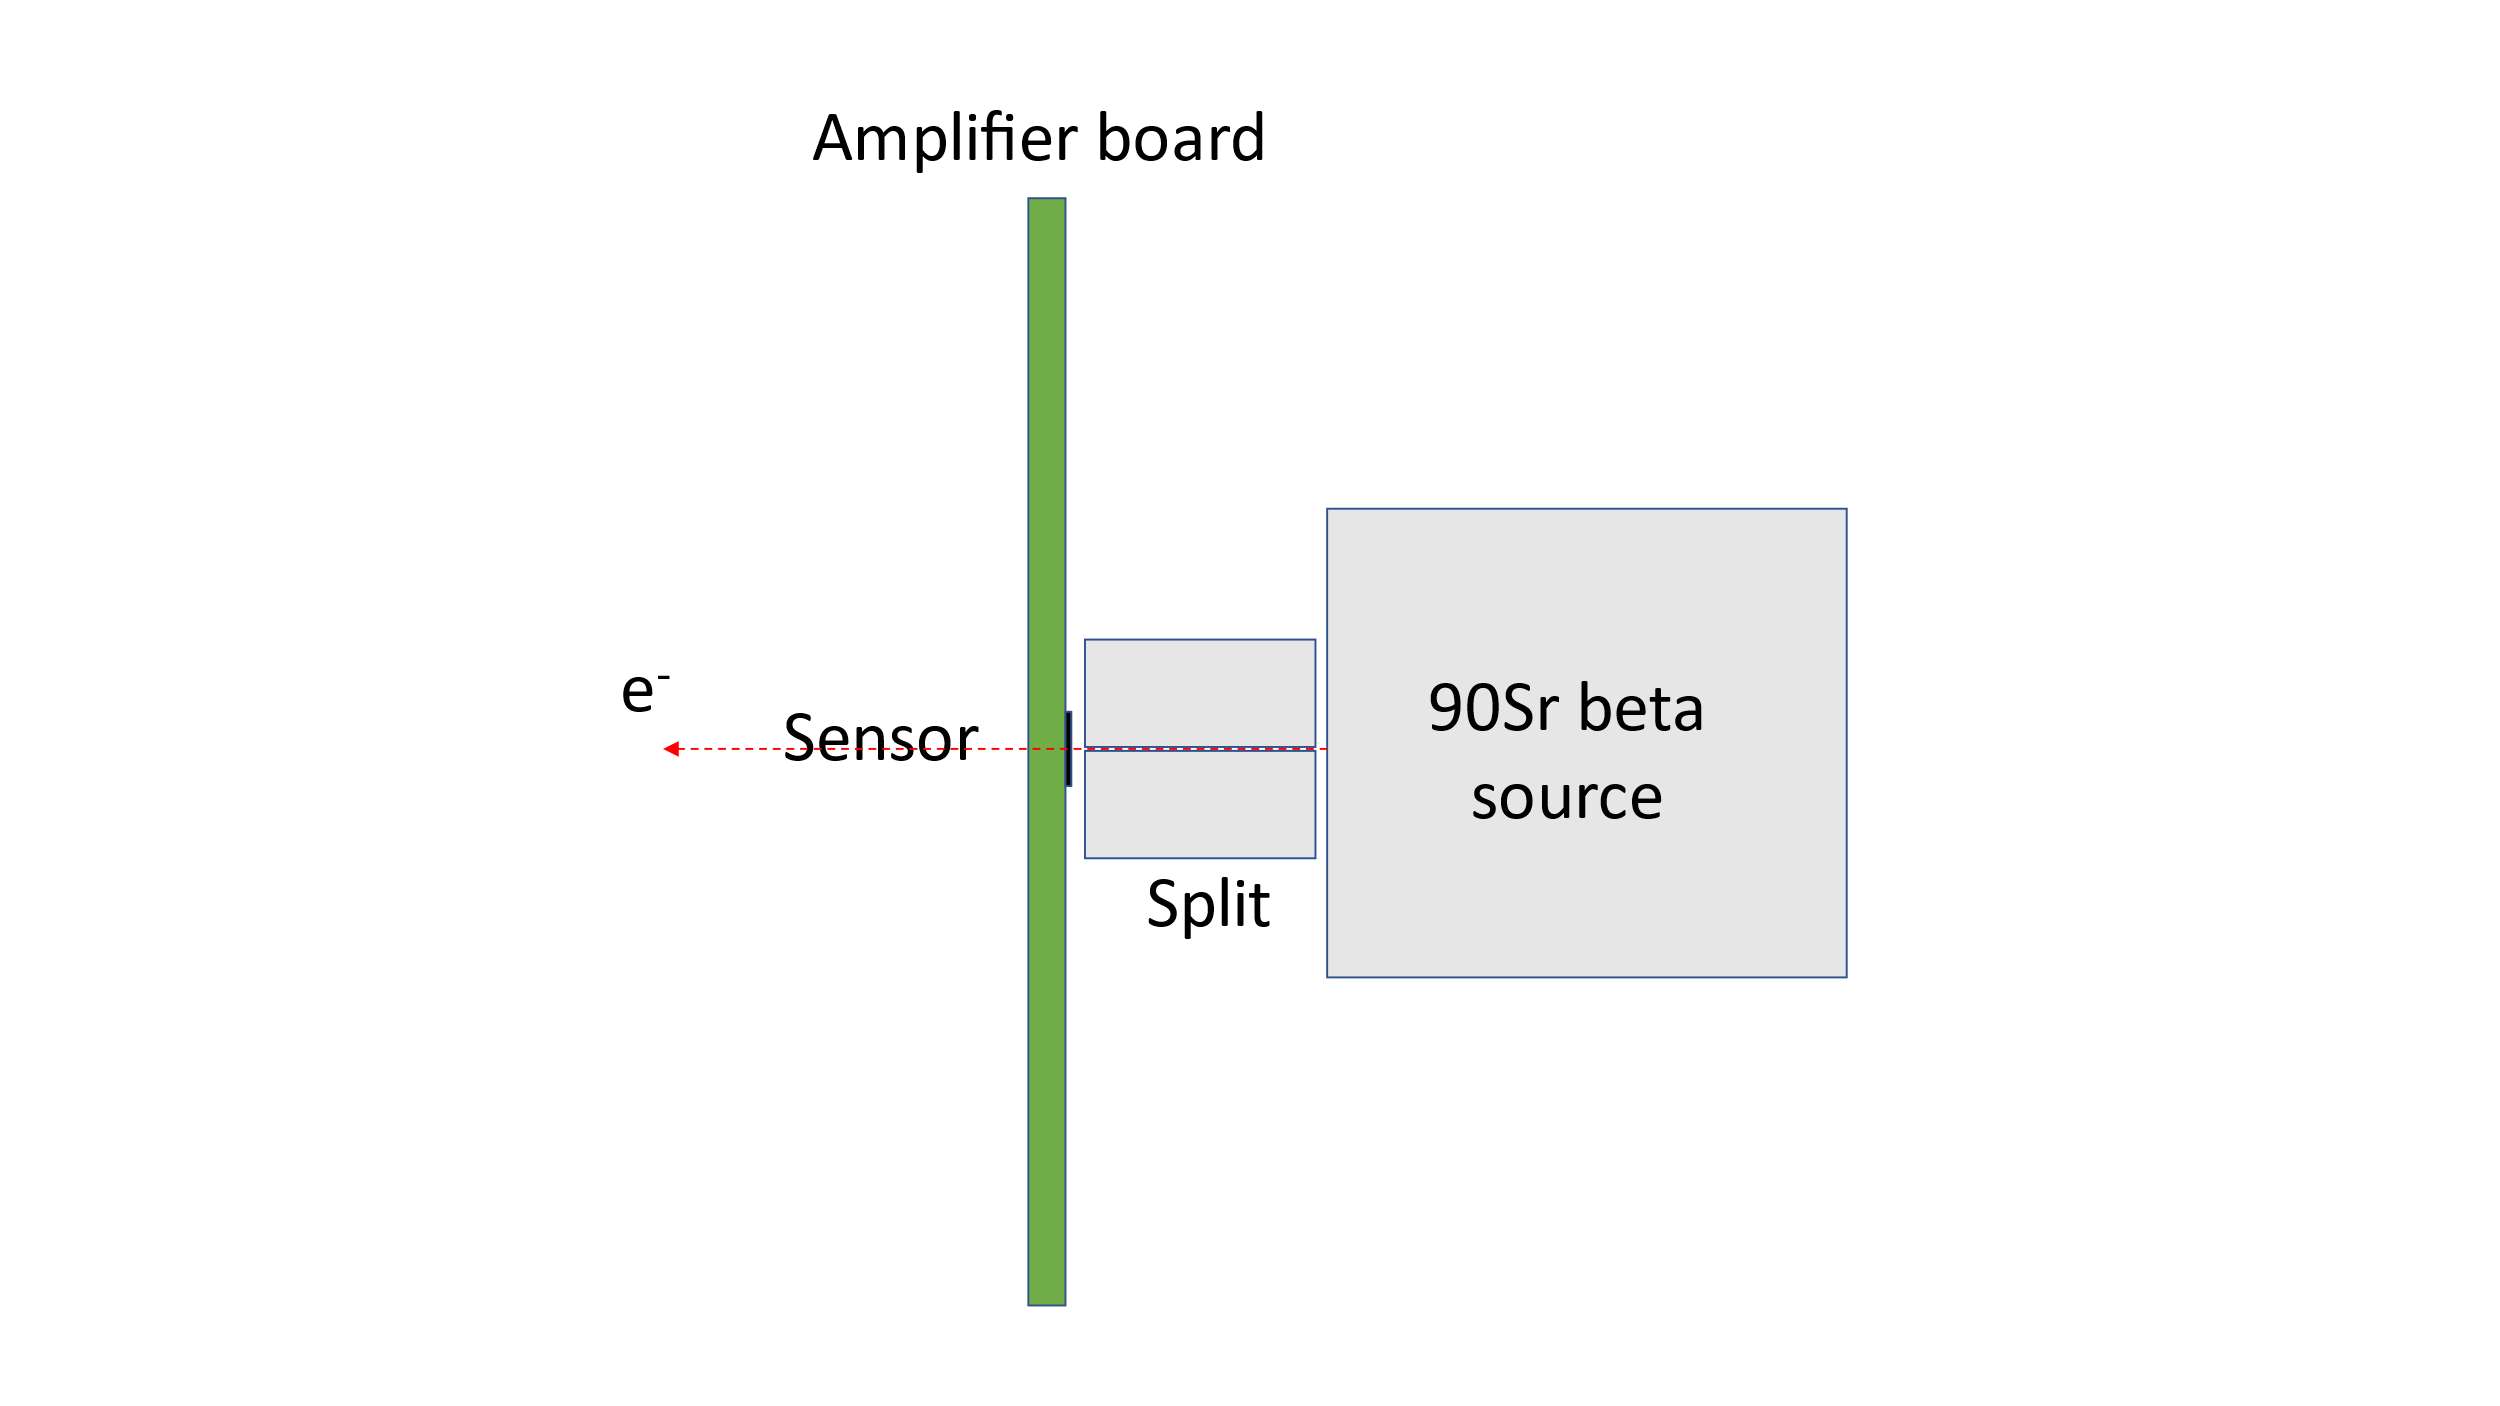 Amplifier board
e⁻
Sensor
90Sr beta
source
Split